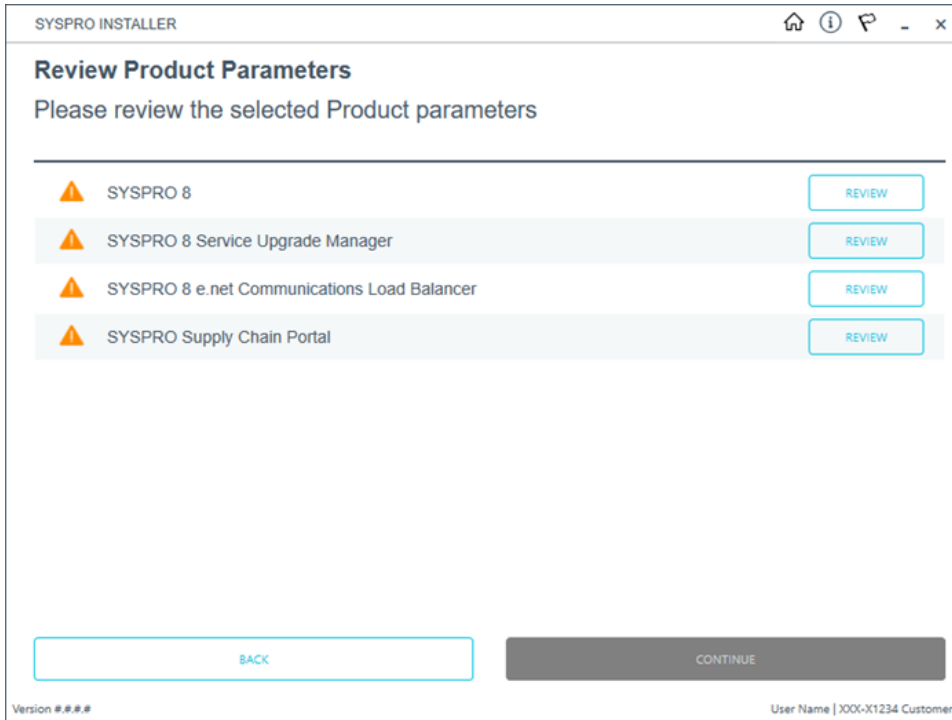 SYSPRO INSTALLER
Review Product Parameters
Please review the selected Product parameters
SYSPRO 8 REVIEW
SYSPRO 8 Service Upgrade Manager REVIEW
SYSPRO 8 e.net Communications Load Balancer REVIEW
SYSPRO Supply Chain Portal REVIEW
BACK CONTINUE
Version #.#.#.# User Name | XXX-X1234 Customer